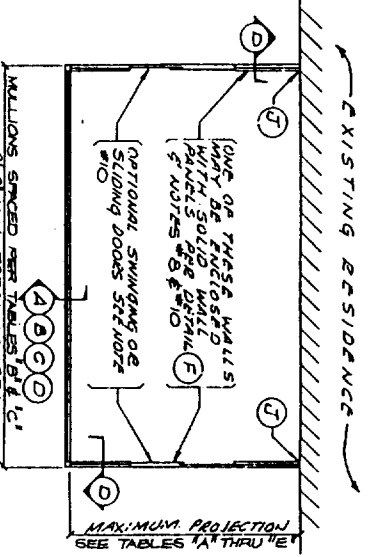 EXISTING RESIDENCE
D
J
J
ONE OF THESE WALLS
MAY BE ENCLOSED
WITH SOLID WALL
PANELS PER DETAIL F
& NOTES #8 & #10
OPTIONAL SWINGING OR
SLIDING DOORS SEE NOTE
#10
A B C D
D
MULLIONS SPACED PER TABLES "B" & "C"
MAXIMUM PROJECTION
SEE TABLES "A" THRU "E"